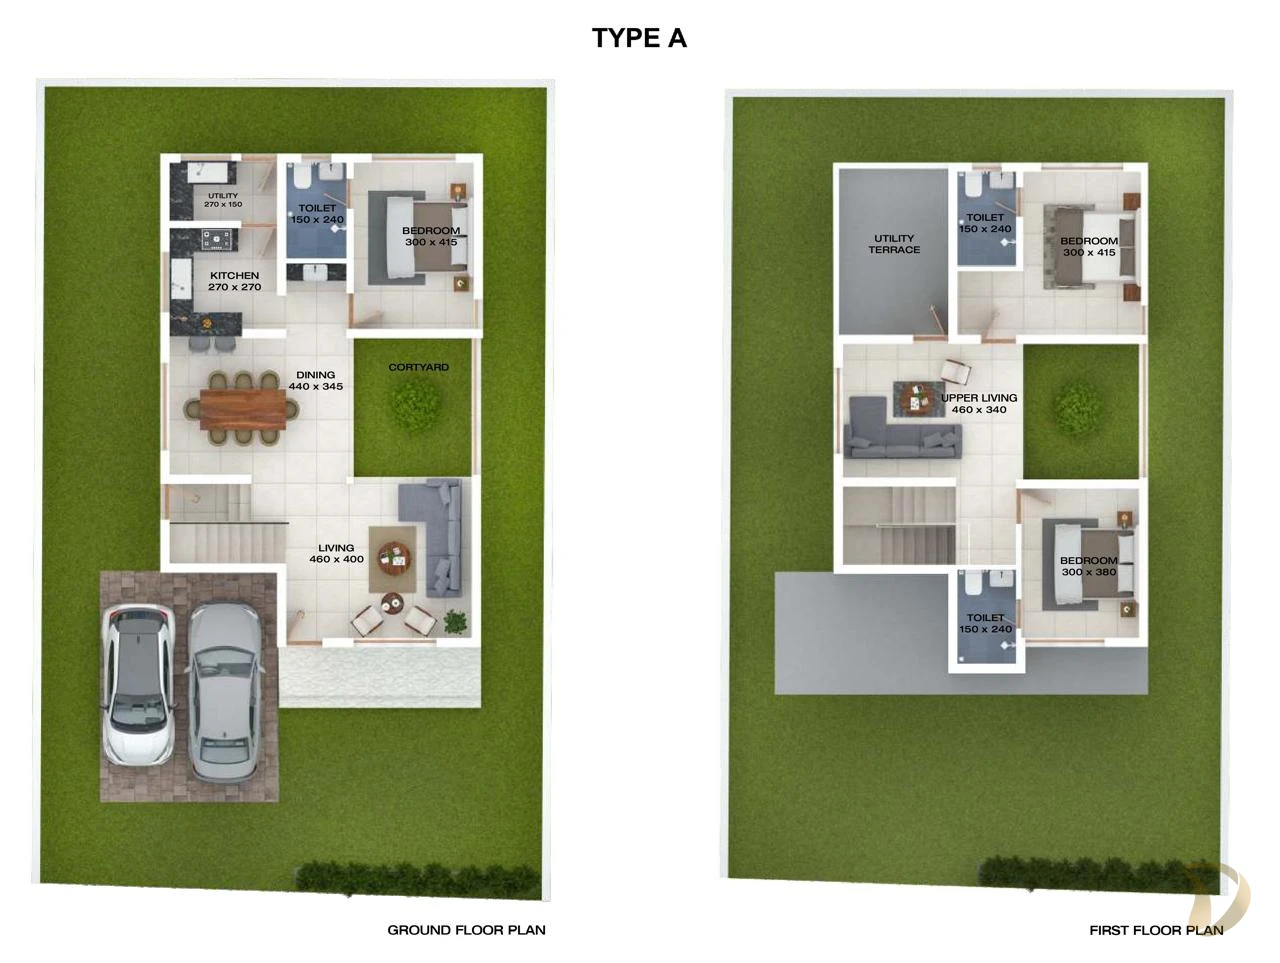 TYPE A
UTILITY
270 x 150
TOILET
150 x 240
BEDROOM
300 x 415
KITCHEN
270 x 270
DINING
440 x 345
CORTYARD
LIVING
460 x 400
GROUND FLOOR PLAN
UTILITY
TERRACE
TOILET
150 x 240
BEDROOM
300 x 415
UPPER LIVING
460 x 340
BEDROOM
300 x 380
TOILET
150 x 240
FIRST FLOOR PLAN